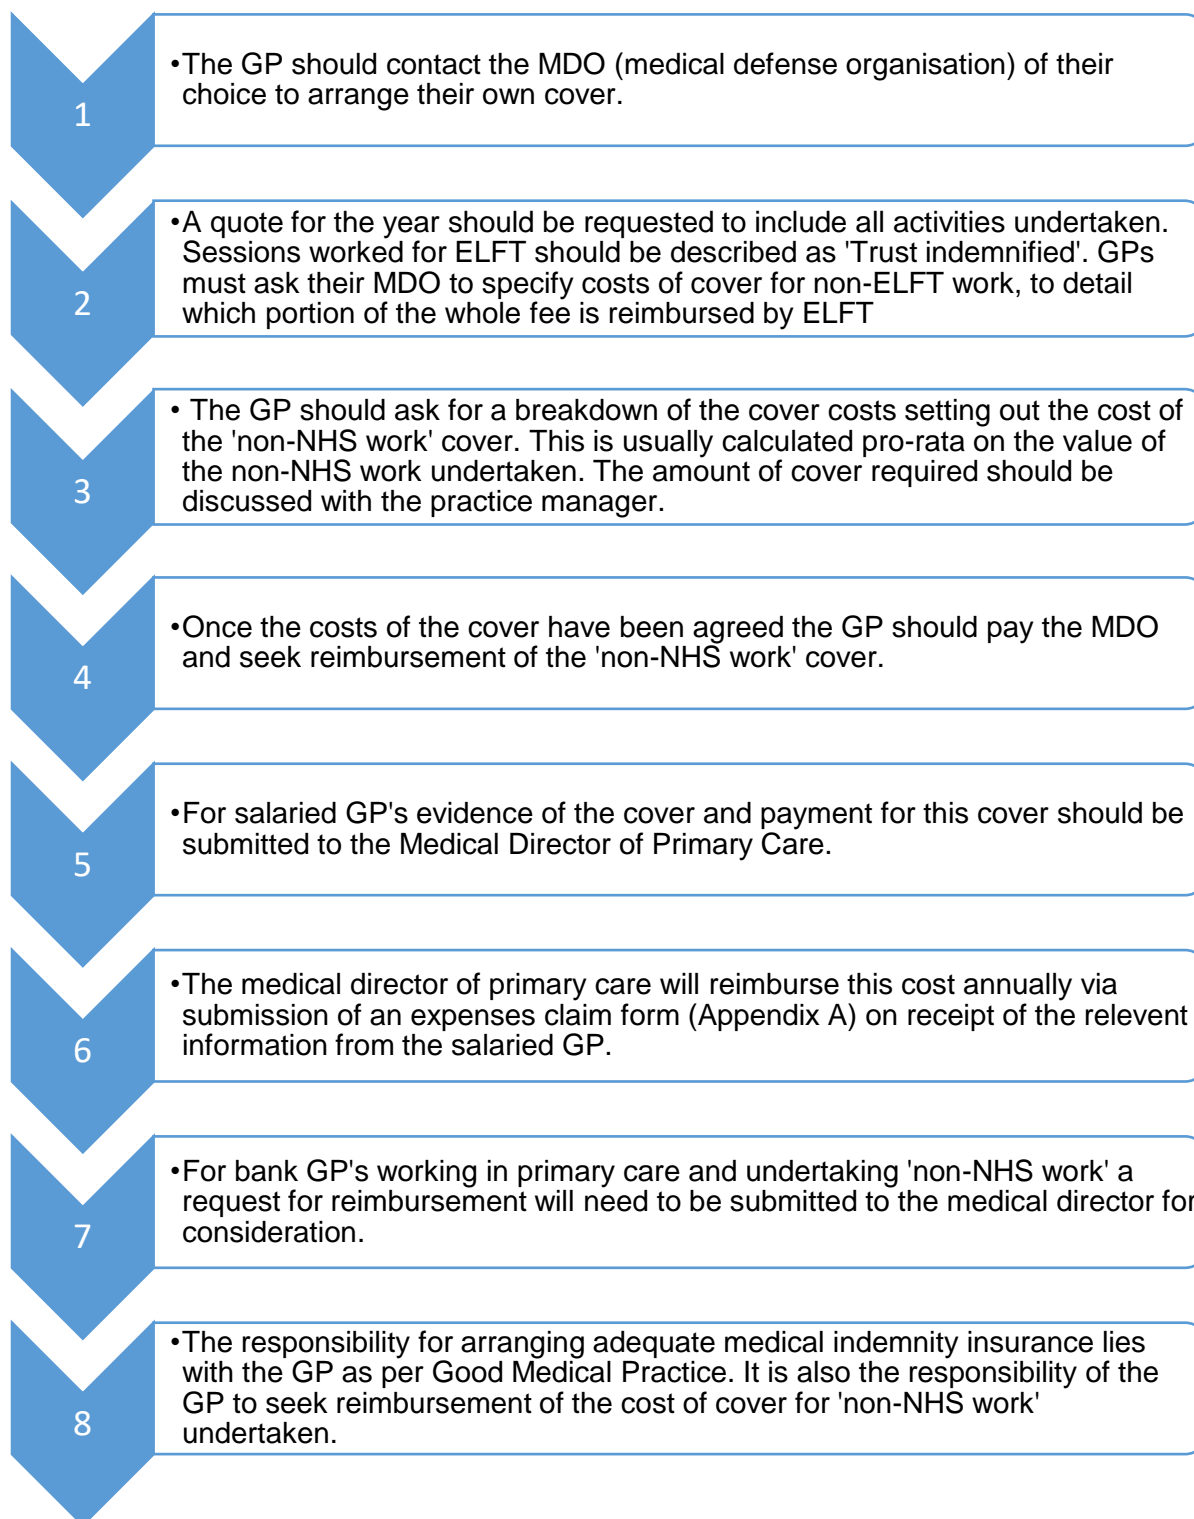 1
•The GP should contact the MDO (medical defense organisation) of their
choice to arrange their own cover.
2
•A quote for the year should be requested to include all activities undertaken.
Sessions worked for ELFT should be described as 'Trust indemnified'. GPs
must ask their MDO to specify costs of cover for non-ELFT work, to detail
which portion of the whole fee is reimbursed by ELFT
3
• The GP should ask for a breakdown of the cover costs setting out the cost of
the 'non-NHS work' cover. This is usually calculated pro-rata on the value of
the non-NHS work undertaken. The amount of cover required should be
discussed with the practice manager.
4
•Once the costs of the cover have been agreed the GP should pay the MDO
and seek reimbursement of the 'non-NHS work' cover.
5
•For salaried GP's evidence of the cover and payment for this cover should be
submitted to the Medical Director of Primary Care.
6
•The medical director of primary care will reimburse this cost annually via
submission of an expenses claim form (Appendix A) on receipt of the relevent
information from the salaried GP.
7
•For bank GP's working in primary care and undertaking 'non-NHS work' a
request for reimbursement will need to be submitted to the medical director for
consideration.
8
•The responsibility for arranging adequate medical indemnity insurance lies
with the GP as per Good Medical Practice. It is also the responsibility of the
GP to seek reimbursement of the cost of cover for 'non-NHS work'
undertaken.